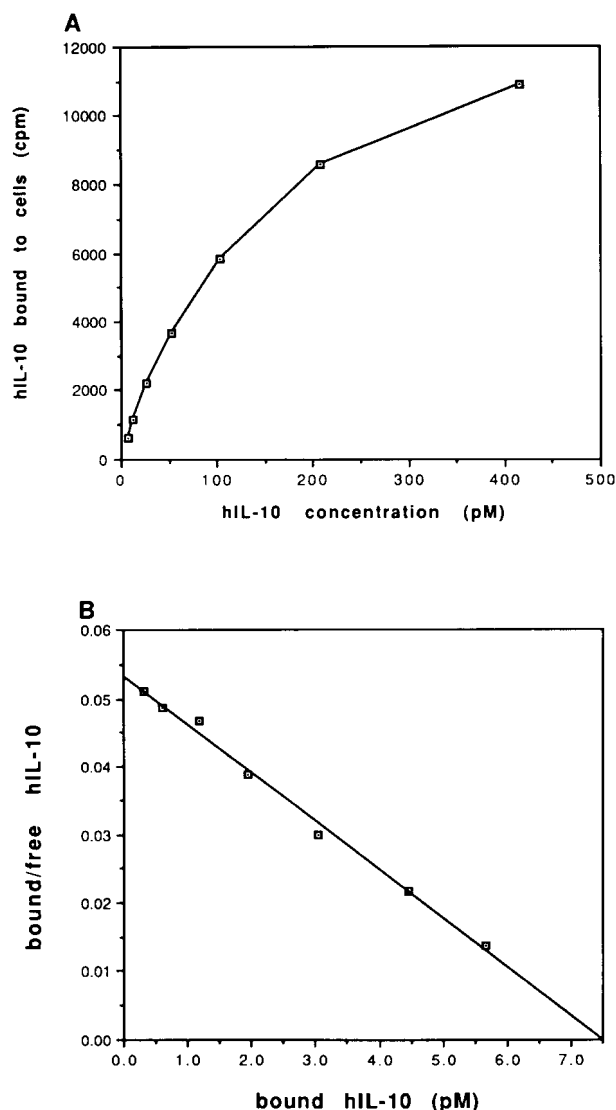 A
12000
10000
8000
6000
4000
2000
0
hIL-10 bound to cells (cpm)
0 100 200 300 400 500
hIL-10 concentration (pM)
B
0.06
0.05
0.04
0.03
0.02
0.01
0.00
bound/free hIL-10
0.0 1.0 2.0 3.0 4.0 5.0 6.0 7.0
bound hIL-10 (pM)